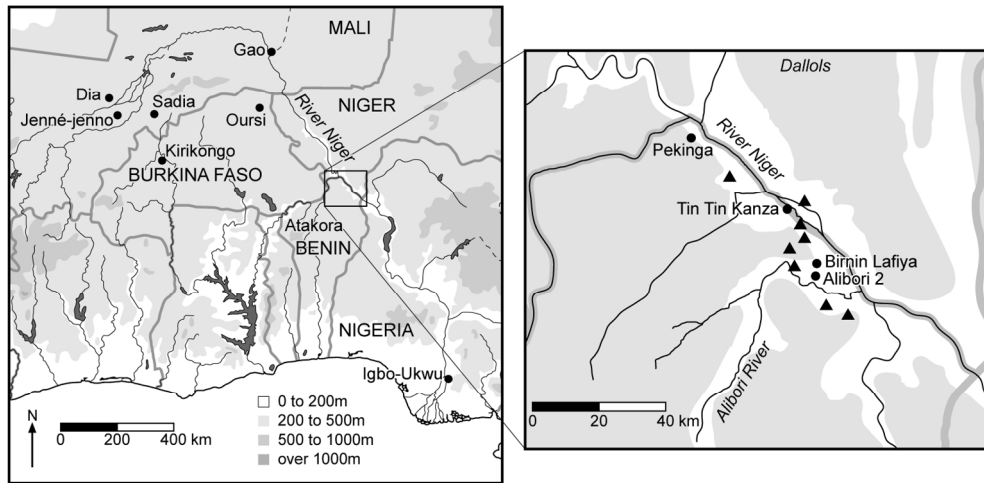 MALI
Gao
Dia
Sadia
Jenné-jenno
Oursi
River Niger
NIGER
Kirikongo
BURKINA FASO
Atakora
BENIN
NIGERIA
Igbo-Ukwu
N
0 200 400 km
0 to 200m
200 to 500m
500 to 1000m
over 1000m
Dallols
River Niger
Pekinga
Tin Tin Kanza
Birnin Lafiya
Alibori 2
Alibori River
0 20 40 km